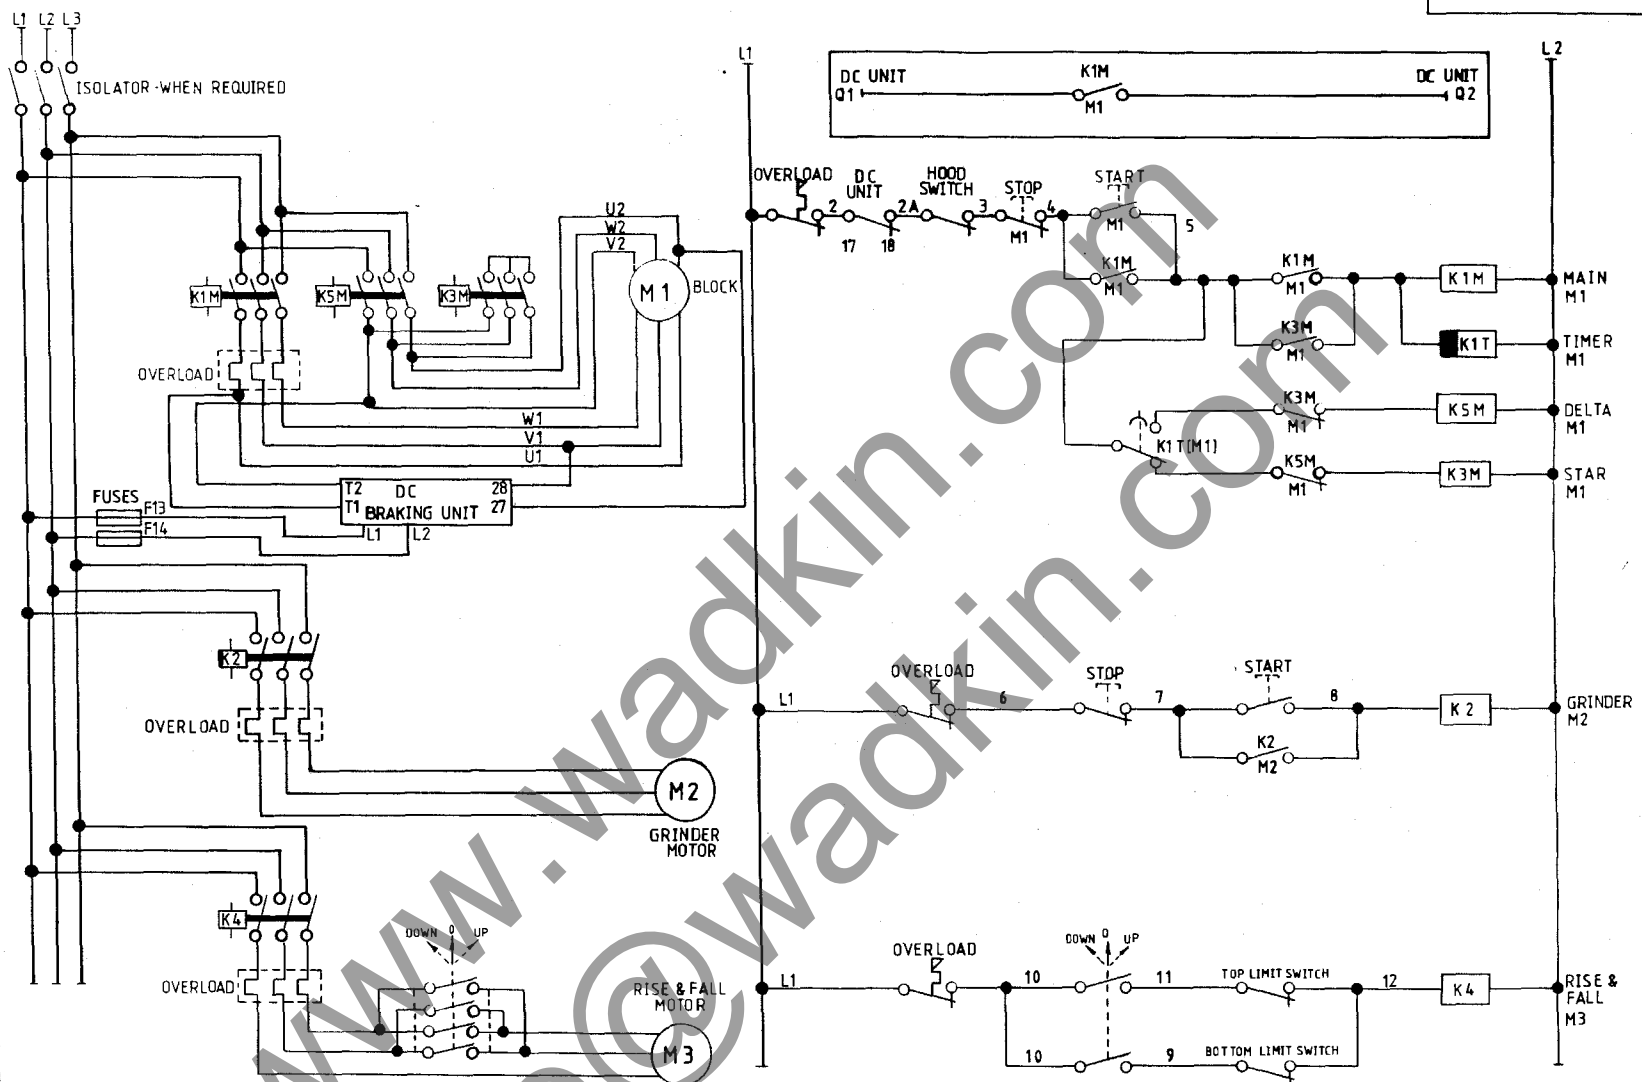 L1 L2 L3
ISOLATOR-WHEN REQUIRED
K1M
K5M
K3M
U2
W2
V2
M1
BLOCK
OVERLOAD
W1
V1
U1
FUSES
F13
F14
T2 DC 28
T1 BRAKING UNIT 27
L1 L2
K2
OVERLOAD
M2
GRINDER
MOTOR
K4
OVERLOAD
DOWN 0 UP
RISE & FALL
MOTOR
M3
L1
L2
DC UNIT
Q1
K1M
M1
DC UNIT
Q2
OVERLOAD
2
DC
UNIT
17 18
2A
HOOD
SWITCH
3
STOP
M1
4
START
M1
5
K1M
M1
K1M
M1
K1M
MAIN
M1
K3M
M1
K1T
TIMER
M1
K3M
M1
K5M
DELTA
M1
K1T(M1)
K5M
M1
K3M
STAR
M1
L1
OVERLOAD
6
STOP
7
START
8
K2
M2
K2
GRINDER
M2
L1
OVERLOAD
10
DOWN 0 UP
11
TOP LIMIT SWITCH
12
K4
RISE &
FALL
M3
10
9
BOTTOM LIMIT SWITCH
www.wadkin.com
@wadkin.com